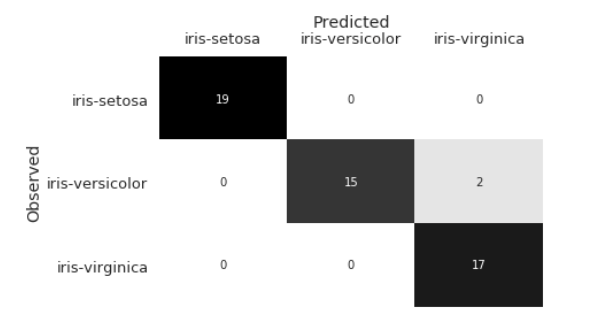 Predicted
iris-setosa iris-versicolor iris-virginica
iris-setosa 19 0 0
Observed
iris-versicolor 0 15 2
iris-virginica 0 0 17